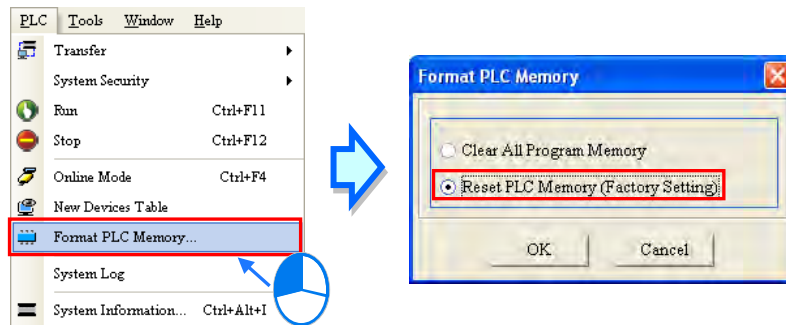 PLC Tools Window Help
Transfer
System Security
Run Ctrl+F11
Stop Ctrl+F12
Online Mode Ctrl+F4
New Devices Table
Format PLC Memory...
System Log
System Information... Ctrl+Alt+I
Format PLC Memory
Clear All Program Memory
Reset PLC Memory (Factory Setting)
OK Cancel